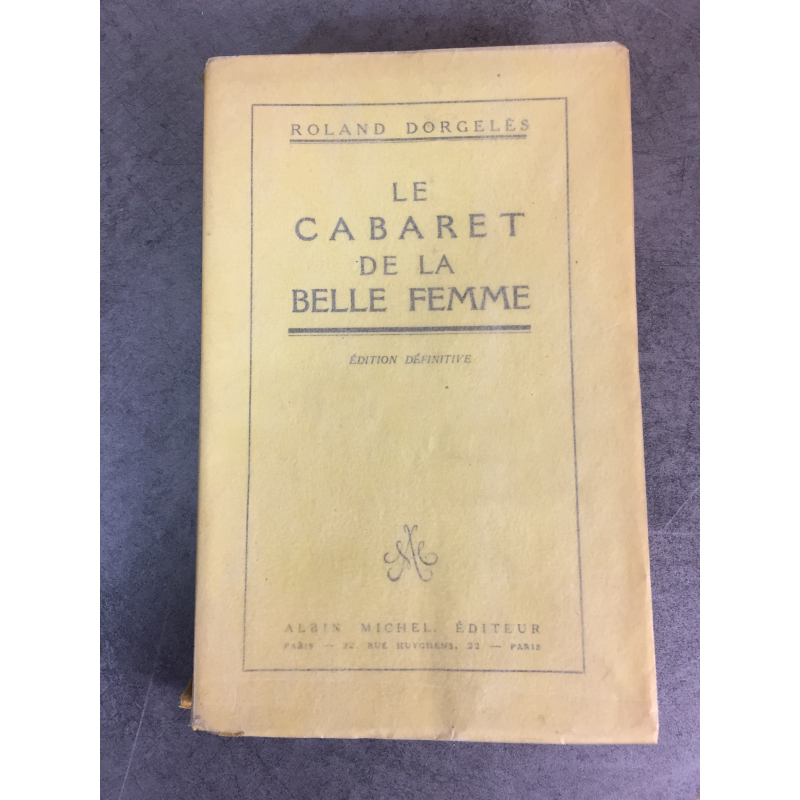 ROLAND DORGELÈS
LE
CABARET
DE LA
BELLE FEMME
ÉDITION DÉFINITIVE
ALBIN MICHEL, ÉDITEUR
PARIS — 22, RUE HUYGHENS, 22 — PARIS